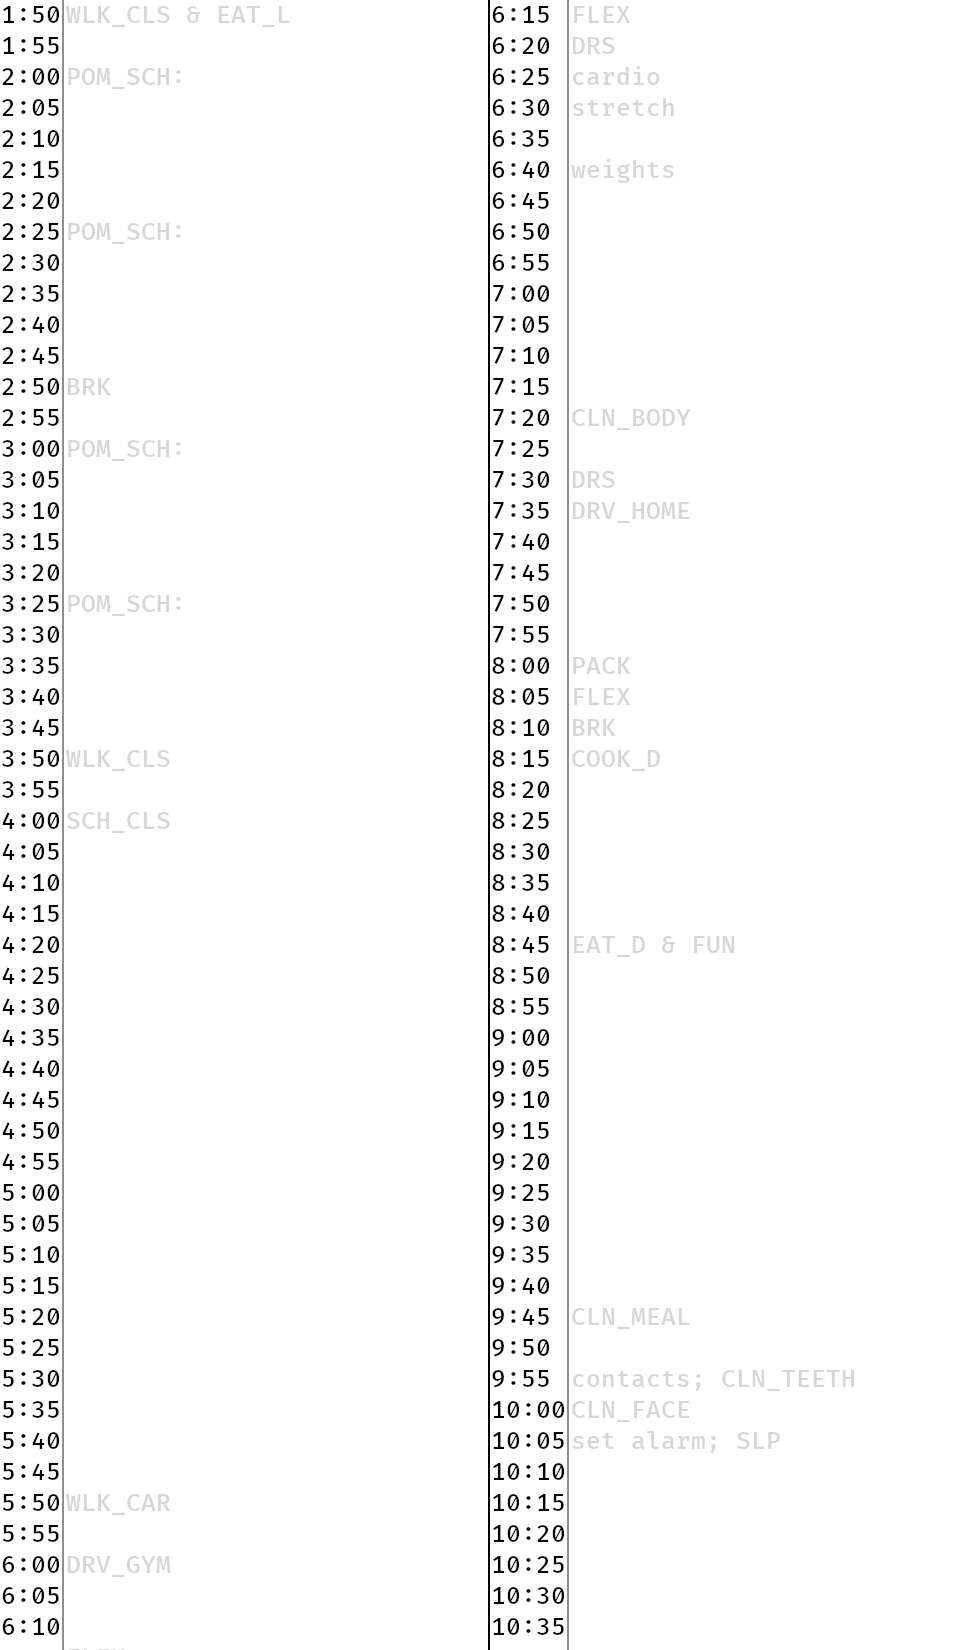 1:50 WLK_CLS & EAT_L
1:55
2:00 POM_SCH:
2:05
2:10
2:15
2:20
2:25 POM_SCH:
2:30
2:35
2:40
2:45
2:50 BRK
2:55
3:00 POM_SCH:
3:05
3:10
3:15
3:20
3:25 POM_SCH:
3:30
3:35
3:40
3:45
3:50 WLK_CLS
3:55
4:00 SCH_CLS
4:05
4:10
4:15
4:20
4:25
4:30
4:35
4:40
4:45
4:50
4:55
5:00
5:05
5:10
5:15
5:20
5:25
5:30
5:35
5:40
5:45
5:50 WLK_CAR
5:55
6:00 DRV_GYM
6:05
6:10
6:15 FLEX
6:20 DRS
6:25 cardio
6:30 stretch
6:35
6:40 weights
6:45
6:50
6:55
7:00
7:05
7:10
7:15
7:20 CLN_BODY
7:25
7:30 DRS
7:35 DRV_HOME
7:40
7:45
7:50
7:55
8:00 PACK
8:05 FLEX
8:10 BRK
8:15 COOK_D
8:20
8:25
8:30
8:35
8:40
8:45 EAT_D & FUN
8:50
8:55
9:00
9:05
9:10
9:15
9:20
9:25
9:30
9:35
9:40
9:45 CLN_MEAL
9:50
9:55 contacts; CLN_TEETH
10:00 CLN_FACE
10:05 set alarm; SLP
10:10
10:15
10:20
10:25
10:30
10:35